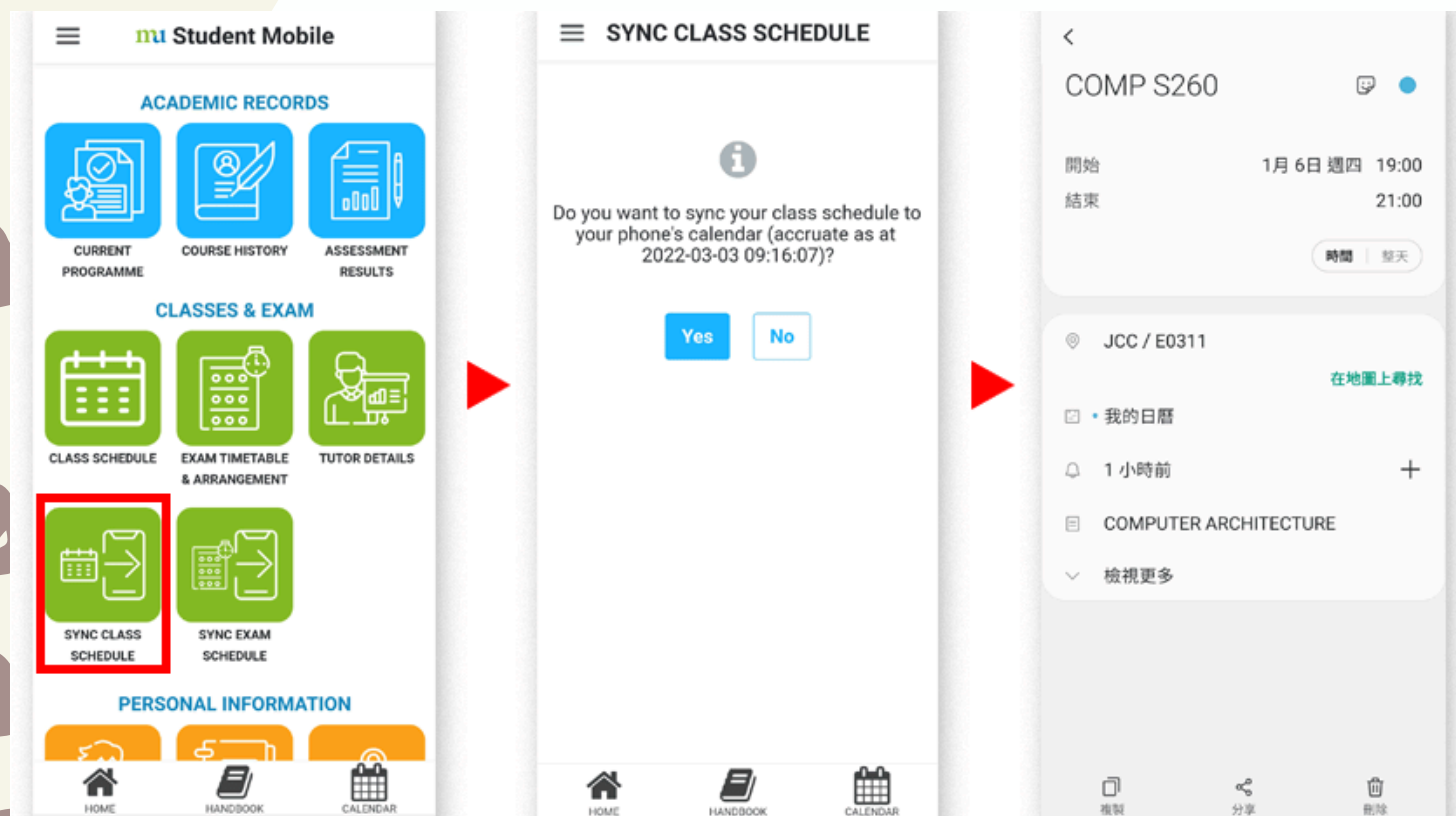 mu Student Mobile
ACADEMIC RECORDS
CURRENT
PROGRAMME
COURSE HISTORY
ASSESSMENT
RESULTS
CLASSES & EXAM
CLASS SCHEDULE
EXAM TIMETABLE
& ARRANGEMENT
TUTOR DETAILS
SYNC CLASS
SCHEDULE
SYNC EXAM
SCHEDULE
PERSONAL INFORMATION
HOME
HANDBOOK
CALENDAR
SYNC CLASS SCHEDULE
Do you want to sync your class schedule to
your phone's calendar (accruate as at
2022-03-03 09:16:07)?
Yes
No
HOME
HANDBOOK
CALENDAR
COMP S260
開始 1月 6日 週四 19:00
結束 21:00
時間 整天
JCC / E0311
在地圖上尋找
我的日曆
1 小時前
COMPUTER ARCHITECTURE
檢視更多
複製
分享
刪除